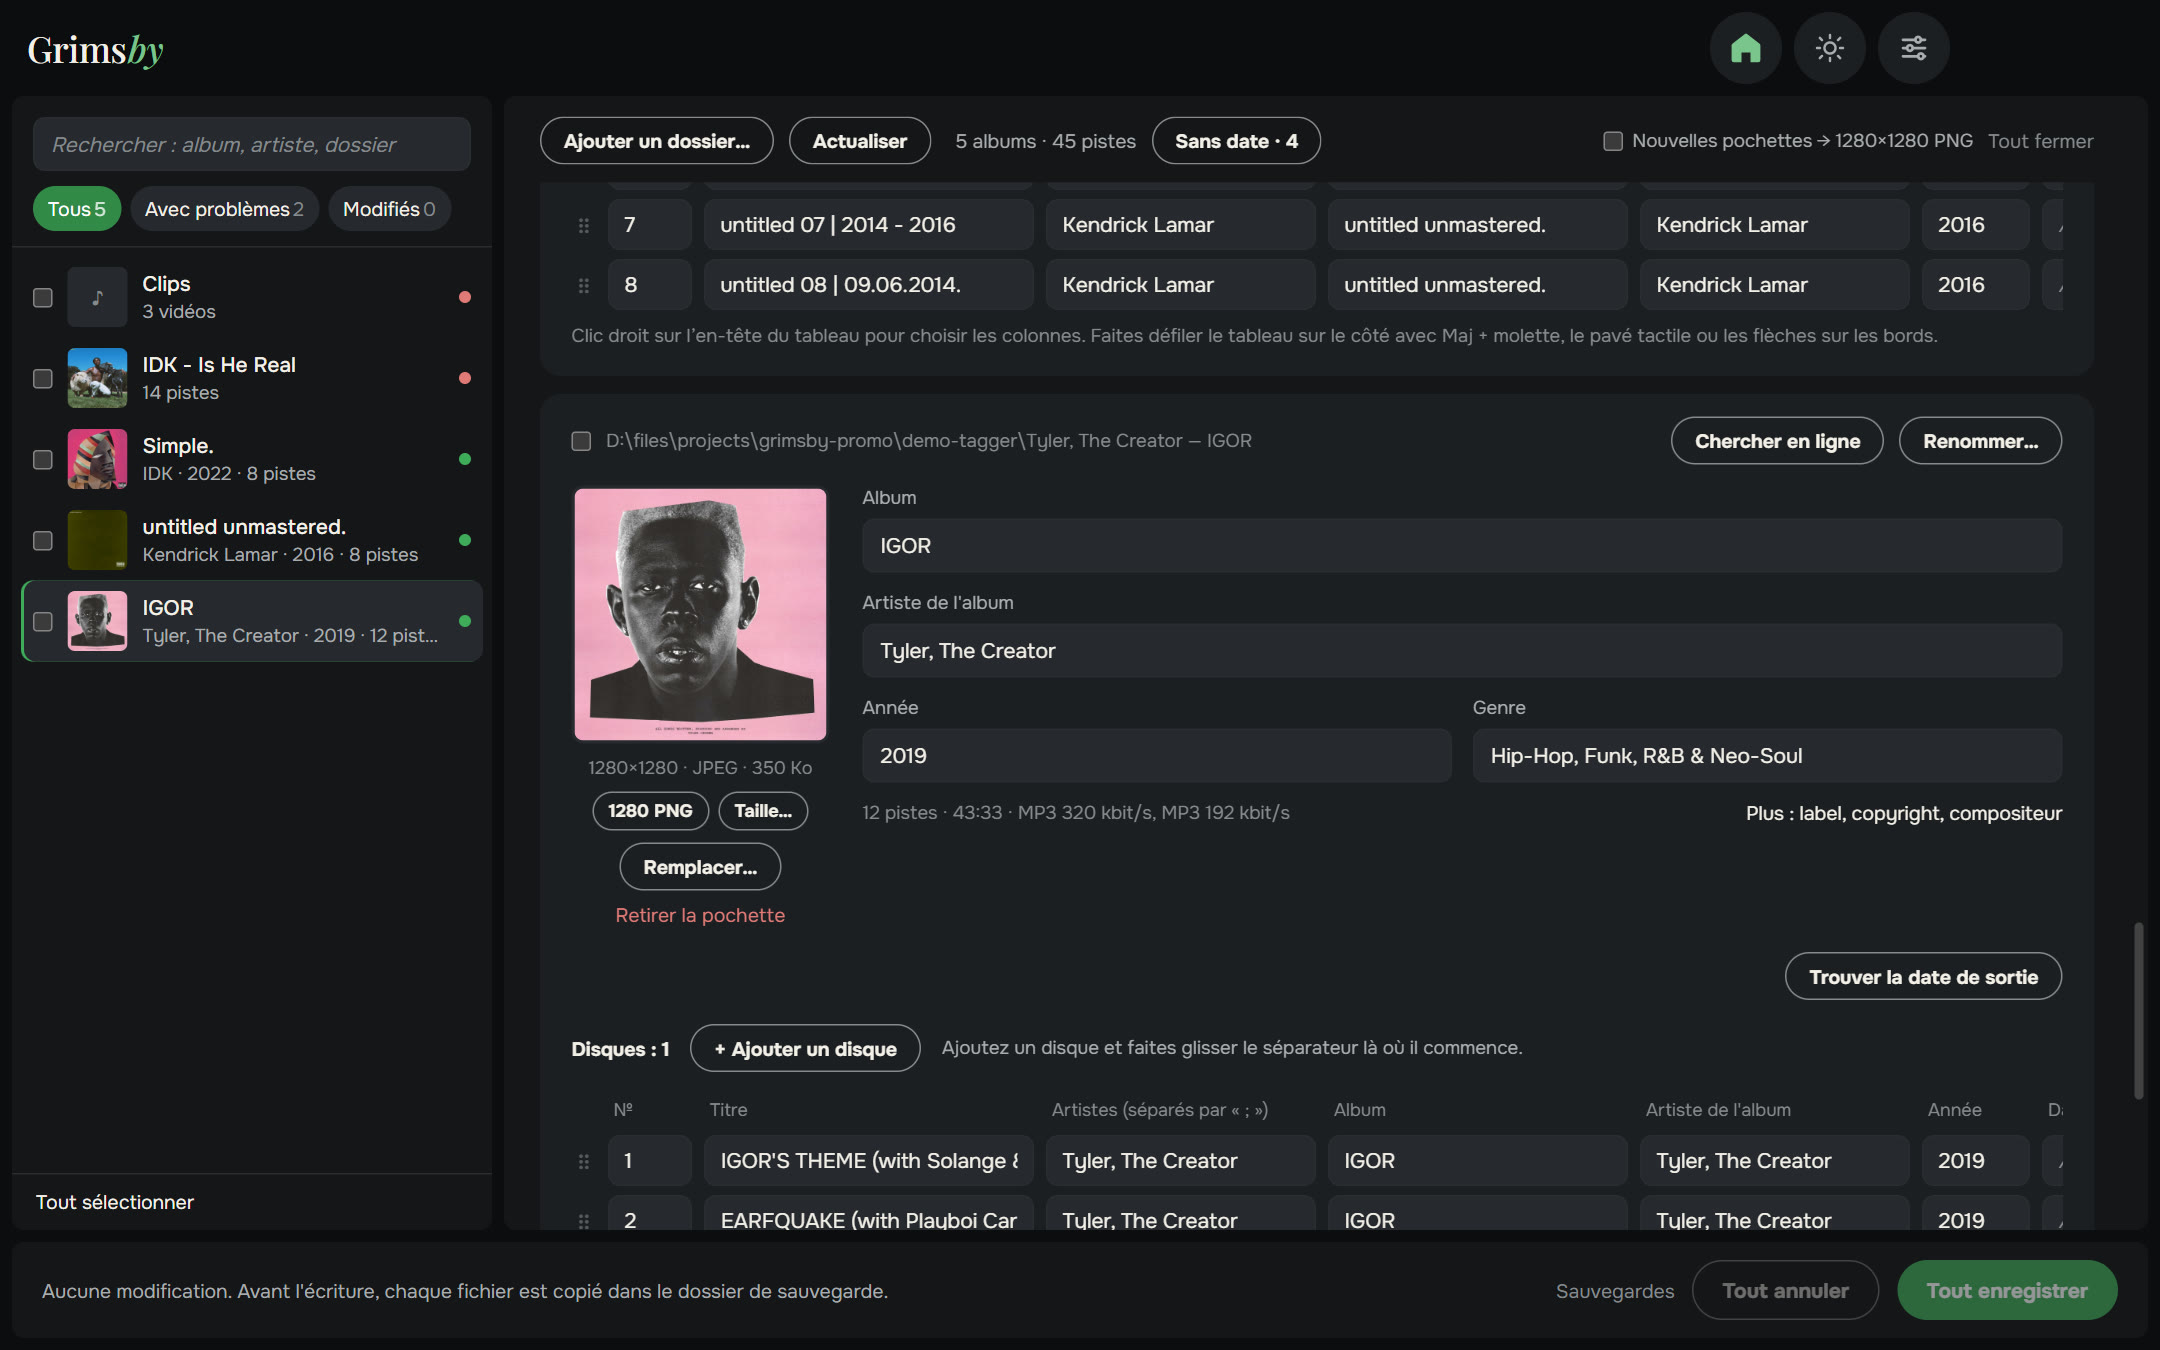 Grimsby
Rechercher : album, artiste, dossier
Tous 5
Avec problèmes 2
Modifiés 0
Clips
3 vidéos
IDK - Is He Real
14 pistes
Simple.
IDK · 2022 · 8 pistes
untitled unmastered.
Kendrick Lamar · 2016 · 8 pistes
IGOR
Tyler, The Creator · 2019 · 12 pist...
Tout sélectionner
Ajouter un dossier...
Actualiser
5 albums · 45 pistes
Sans date · 4
Nouvelles pochettes → 1280×1280 PNG
Tout fermer
7 untitled 07 | 2014 - 2016 Kendrick Lamar untitled unmastered. Kendrick Lamar 2016
8 untitled 08 | 09.06.2014. Kendrick Lamar untitled unmastered. Kendrick Lamar 2016
Clic droit sur l’en-tête du tableau pour choisir les colonnes. Faites défiler le tableau sur le côté avec Maj + molette, le pavé tactile ou les flèches sur les bords.
D:\files\projects\grimsby-promo\demo-tagger\Tyler, The Creator — IGOR
Chercher en ligne
Renommer...
1280×1280 · JPEG · 350 Ko
1280 PNG
Taille...
Remplacer...
Retirer la pochette
Album
IGOR
Artiste de l'album
Tyler, The Creator
Année
2019
Genre
Hip-Hop, Funk, R&B & Neo-Soul
12 pistes · 43:33 · MP3 320 kbit/s, MP3 192 kbit/s
Plus : label, copyright, compositeur
Trouver la date de sortie
Disques : 1
+ Ajouter un disque
Ajoutez un disque et faites glisser le séparateur là où il commence.
Nº Titre Artistes (séparés par « ; ») Album Artiste de l'album Année
1 IGOR'S THEME (with Solange Tyler, The Creator IGOR Tyler, The Creator 2019
2 EARFQUAKE (with Playboi Car Tyler, The Creator IGOR Tyler, The Creator 2019
Aucune modification. Avant l'écriture, chaque fichier est copié dans le dossier de sauvegarde.
Sauvegardes
Tout annuler
Tout enregistrer